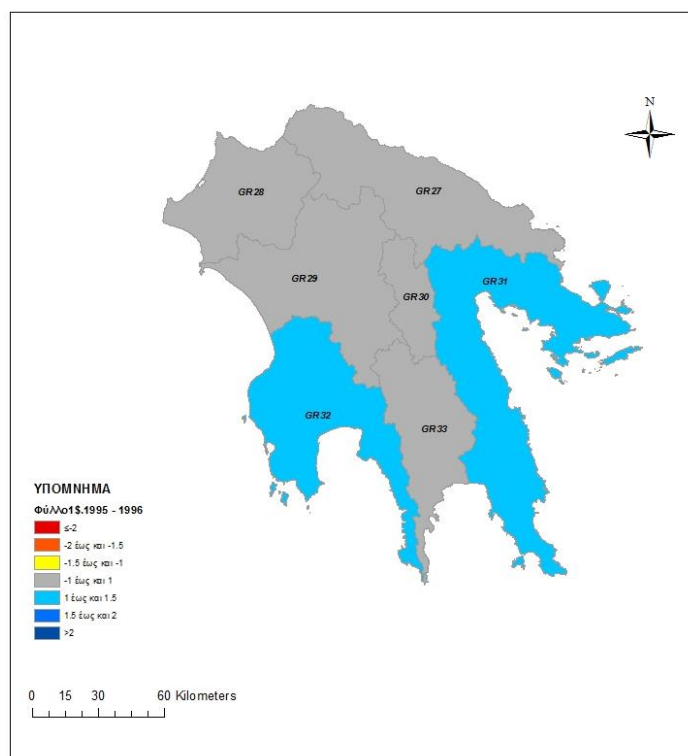 N
GR28
GR27
GR29
GR30
GR31
GR32
GR33
ΥΠΟΜΝΗΜΑ
Φύλλο1$.1995 - 1996
≤-2
-2 έως και -1.5
-1.5 έως και -1
-1 έως και 1
1 έως και 1.5
1.5 έως και 2
>2
0 15 30 60 Kilometers